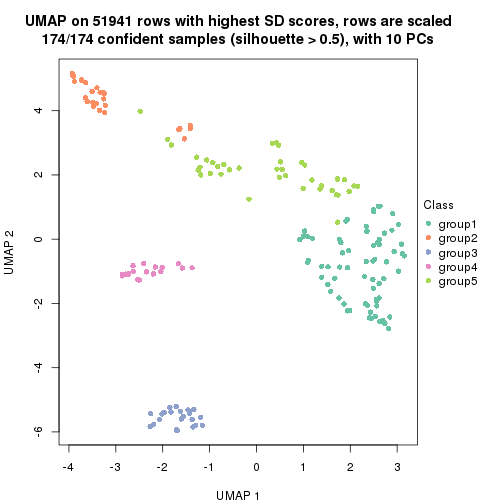 UMAP on 51941 rows with highest SD scores, rows are scaled
174/174 confident samples (silhouette > 0.5), with 10 PCs
4
2
0
-2
-4
-6
UMAP 2
-4
-3
-2
-1
0
1
2
3
UMAP 1
Class
group1
group2
group3
group4
group5